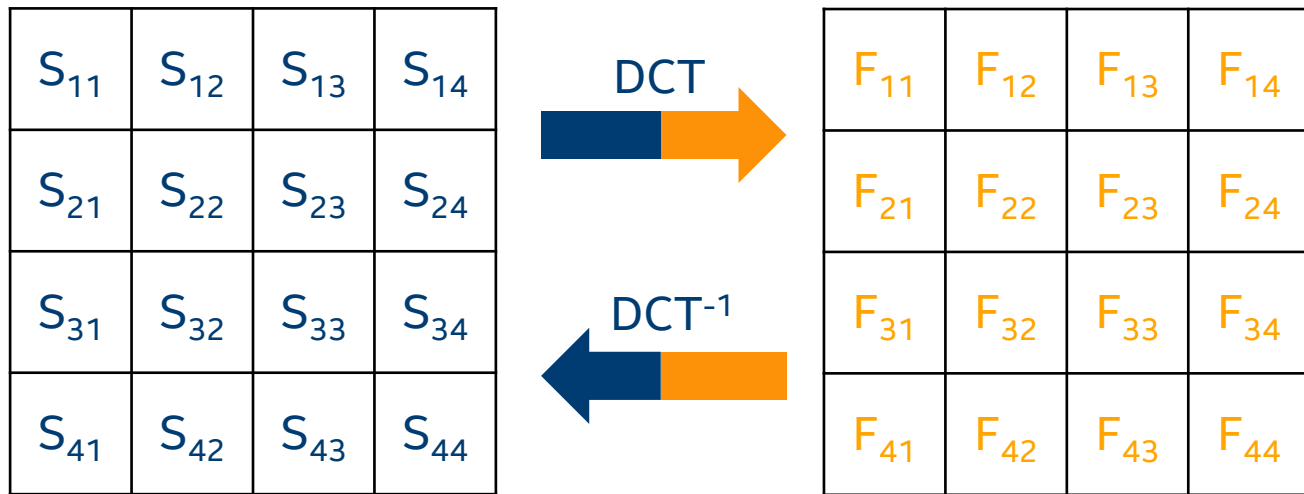 S₁₁ S₁₂ S₁₃ S₁₄ DCT F₁₁ F₁₂ F₁₃ F₁₄
S₂₁ S₂₂ S₂₃ S₂₄ F₂₁ F₂₂ F₂₃ F₂₄
S₃₁ S₃₂ S₃₃ S₃₄ DCT⁻¹ F₃₁ F₃₂ F₃₃ F₃₄
S₄₁ S₄₂ S₄₃ S₄₄ F₄₁ F₄₂ F₄₃ F₄₄